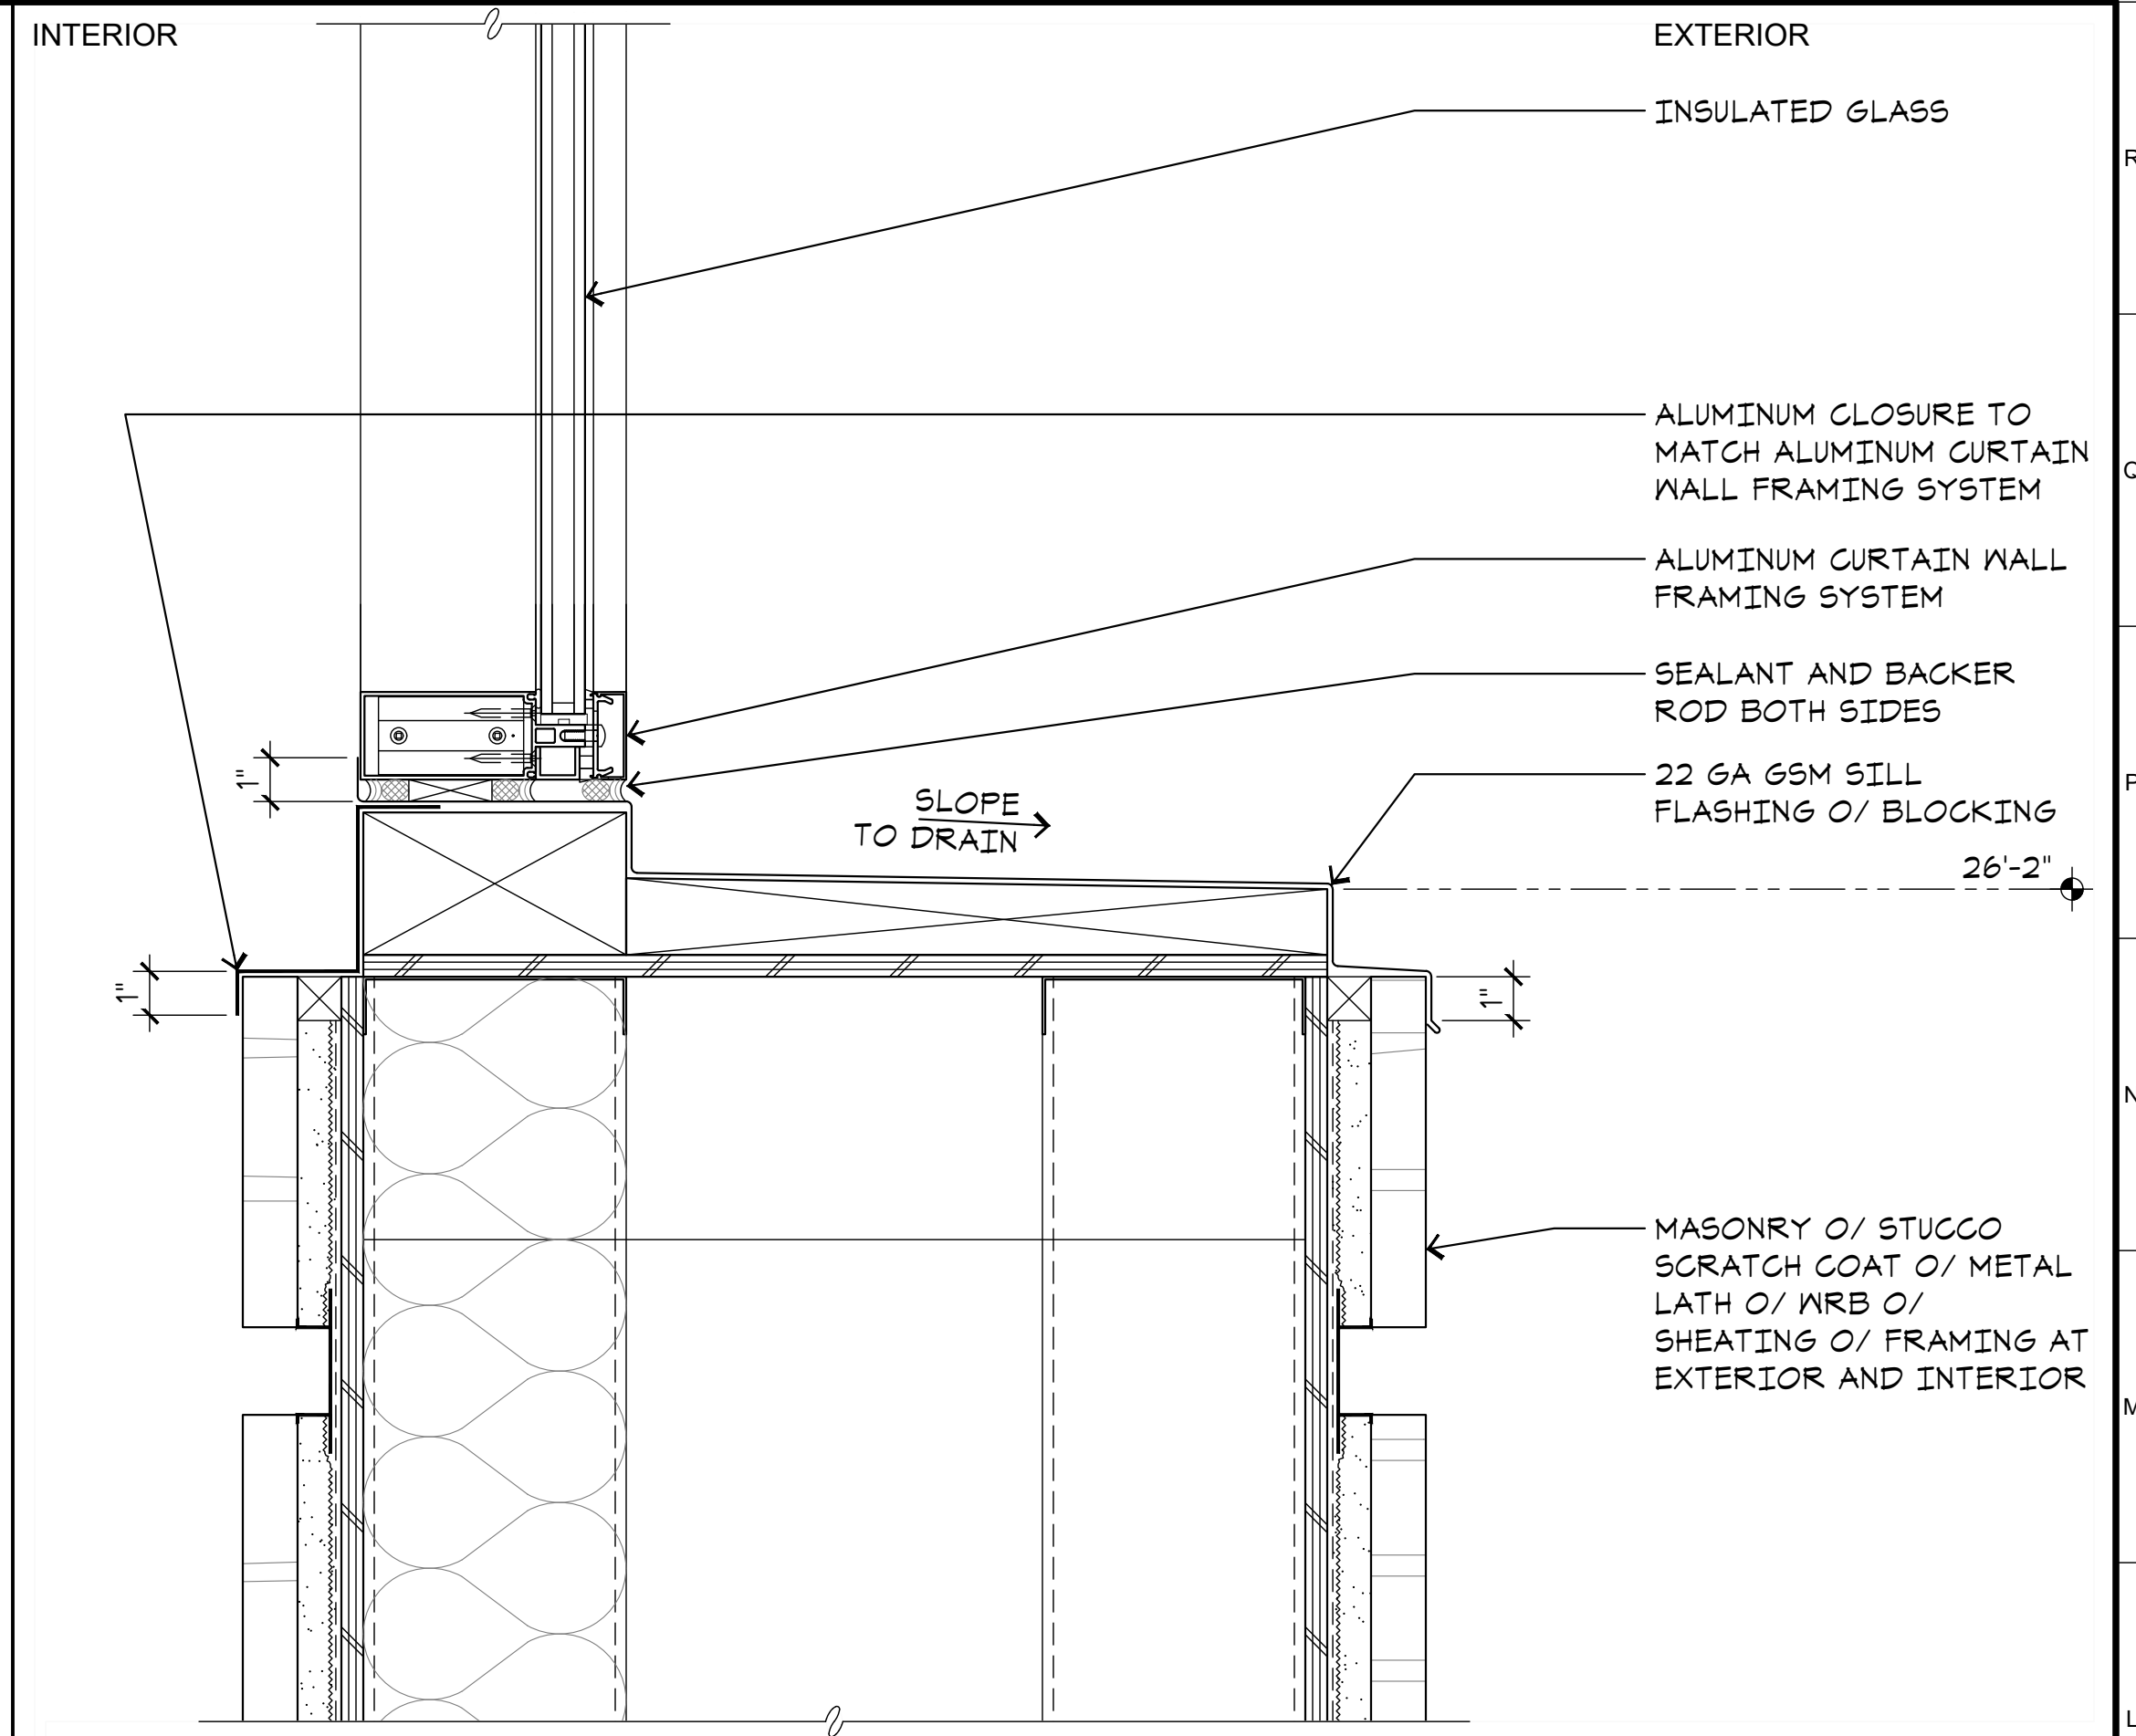 INTERIOR
EXTERIOR
INSULATED GLASS
ALUMINUM CLOSURE TO
MATCH ALUMINUM CURTAIN
WALL FRAMING SYSTEM
ALUMINUM CURTAIN WALL
FRAMING SYSTEM
SEALANT AND BACKER
ROD BOTH SIDES
1"
22 GA GSM SILL
FLASHING O/ BLOCKING
SLOPE
TO DRAIN
26'-2"
1"
1"
MASONRY O/ STUCCO
SCRATCH COAT O/ METAL
LATH O/ WRB O/
SHEATING O/ FRAMING AT
EXTERIOR AND INTERIOR
R
Q
P
N
M
L